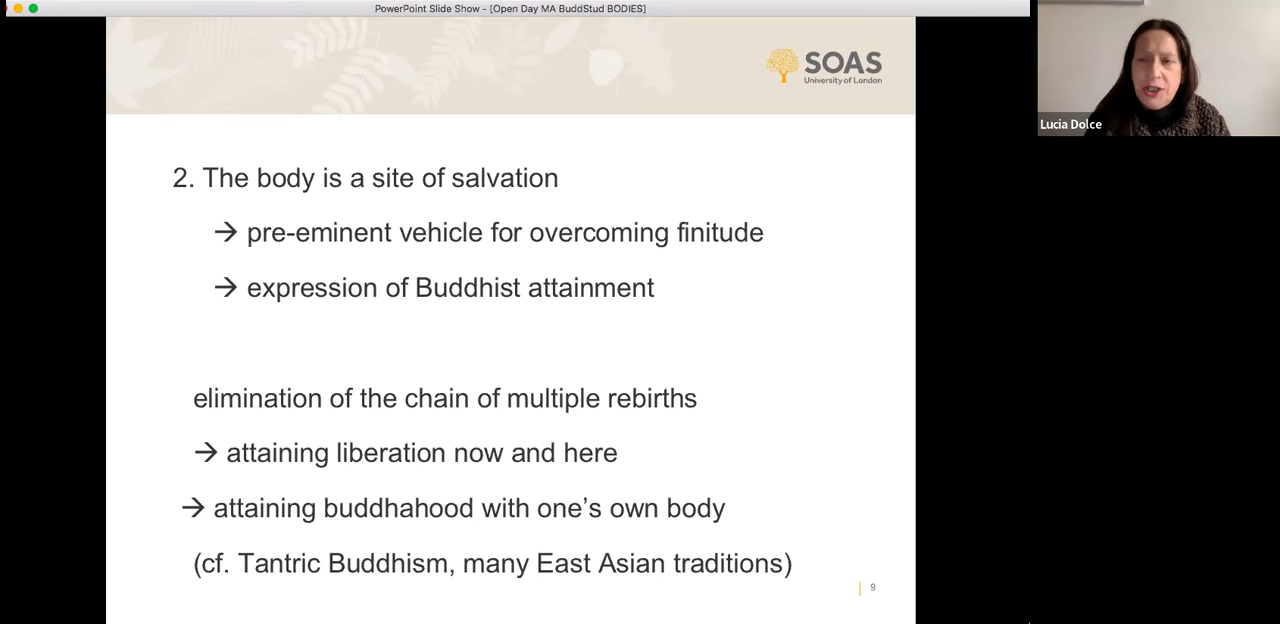 PowerPoint Slide Show - [Open Day MA BuddStud BODIES]
SOAS
University of London
Lucia Dolce
2. The body is a site of salvation
→ pre-eminent vehicle for overcoming finitude
→ expression of Buddhist attainment
elimination of the chain of multiple rebirths
→ attaining liberation now and here
→ attaining buddhahood with one’s own body
(cf. Tantric Buddhism, many East Asian traditions)
9